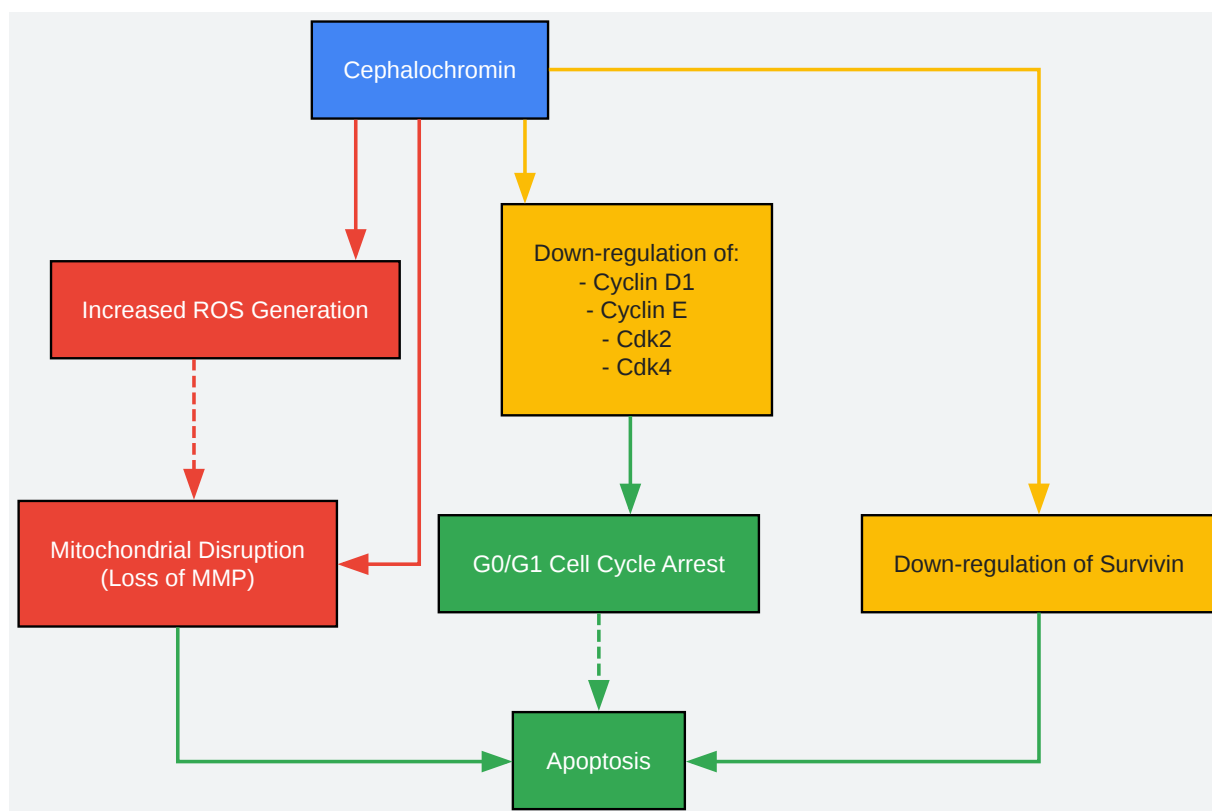 Cephalochromin
Increased ROS Generation
Down-regulation of:
- Cyclin D1
- Cyclin E
- Cdk2
- Cdk4
Mitochondrial Disruption
(Loss of MMP)
G0/G1 Cell Cycle Arrest
Down-regulation of Survivin
Apoptosis